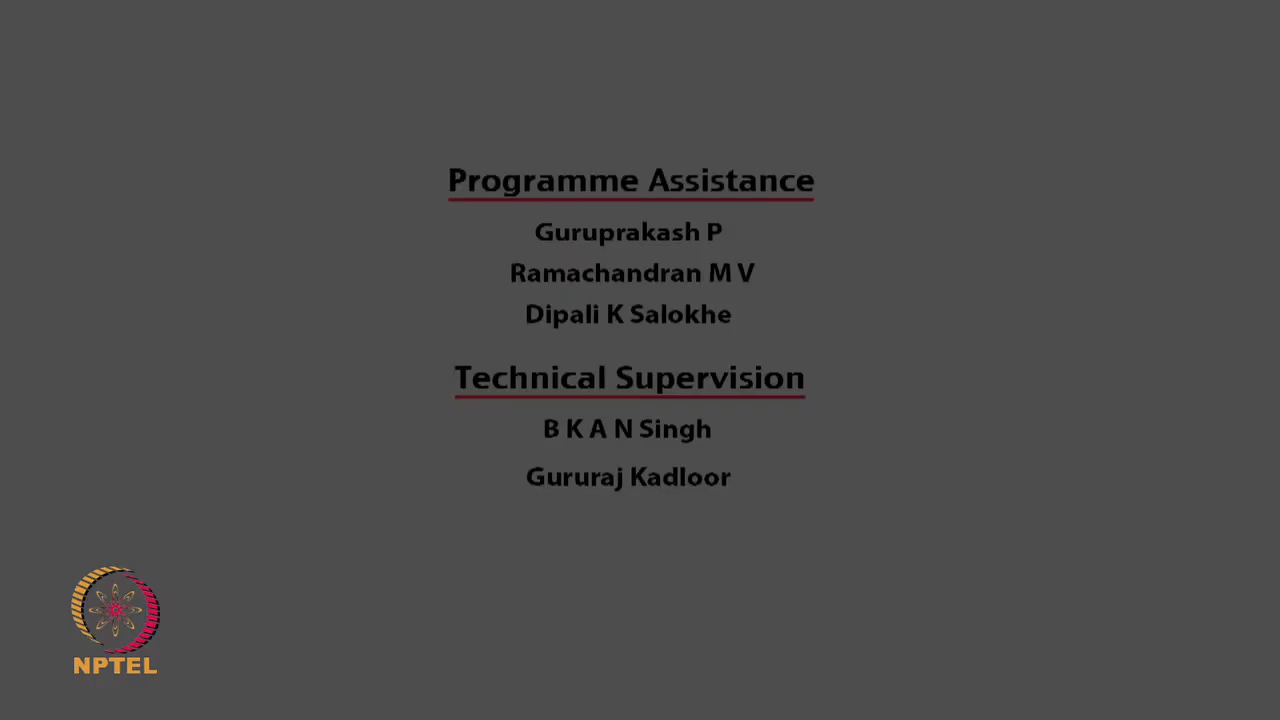 Programme Assistance
Guruprakash P
Ramachandran M V
Dipali K Salokhe
Technical Supervision
B K A N Singh
Gururaj Kadloor
NPTEL